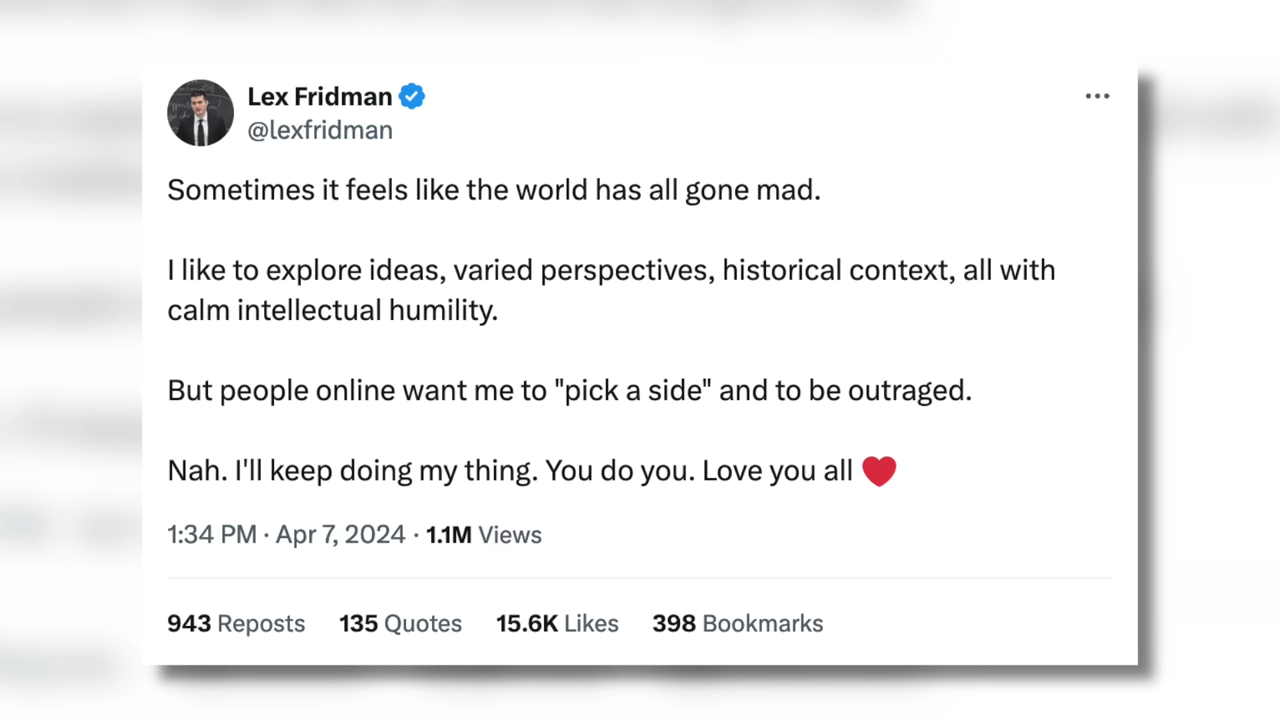 Lex Fridman
@lexfridman
Sometimes it feels like the world has all gone mad.
I like to explore ideas, varied perspectives, historical context, all with
calm intellectual humility.
But people online want me to "pick a side" and to be outraged.
Nah. I'll keep doing my thing. You do you. Love you all ❤️
1:34 PM · Apr 7, 2024 · 1.1M Views
943 Reposts 135 Quotes 15.6K Likes 398 Bookmarks